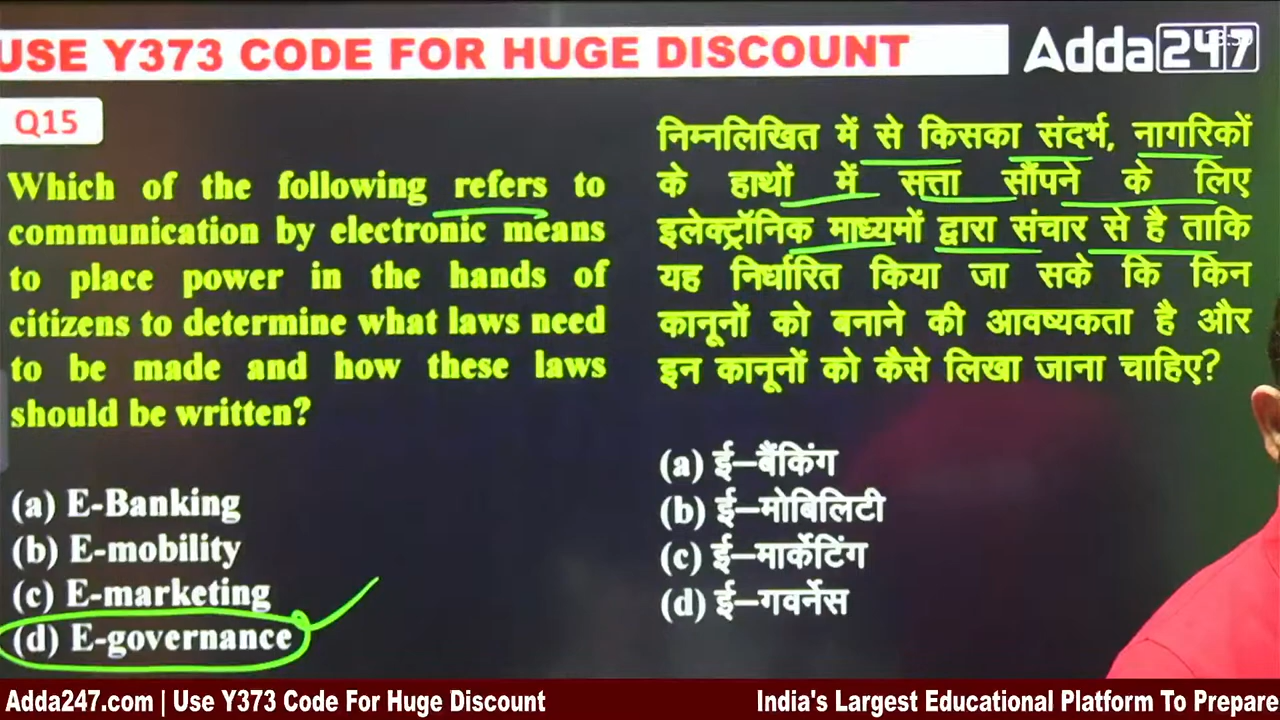 USE Y373 CODE FOR HUGE DISCOUNT
Adda247
Q15
Which of the following refers to
communication by electronic means
to place power in the hands of
citizens to determine what laws need
to be made and how these laws
should be written?
(a) E-Banking
(b) E-mobility
(c) E-marketing
(d) E-governance
निम्नलिखित में से किसका संदर्भ, नागरिकों
के हाथों में सत्ता सौंपने के लिए
इलेक्ट्रॉनिक माध्यमों द्वारा संचार से है ताकि
यह निर्धारित किया जा सके कि किन
कानूनों को बनाने की आवष्यकता है और
इन कानूनों को कैसे लिखा जाना चाहिए?
(a) ई–बैंकिंग
(b) ई–मोबिलिटी
(c) ई–मार्केटिंग
(d) ई–गवर्नेस
Adda247.com | Use Y373 Code For Huge Discount
India's Largest Educational Platform To Prepare